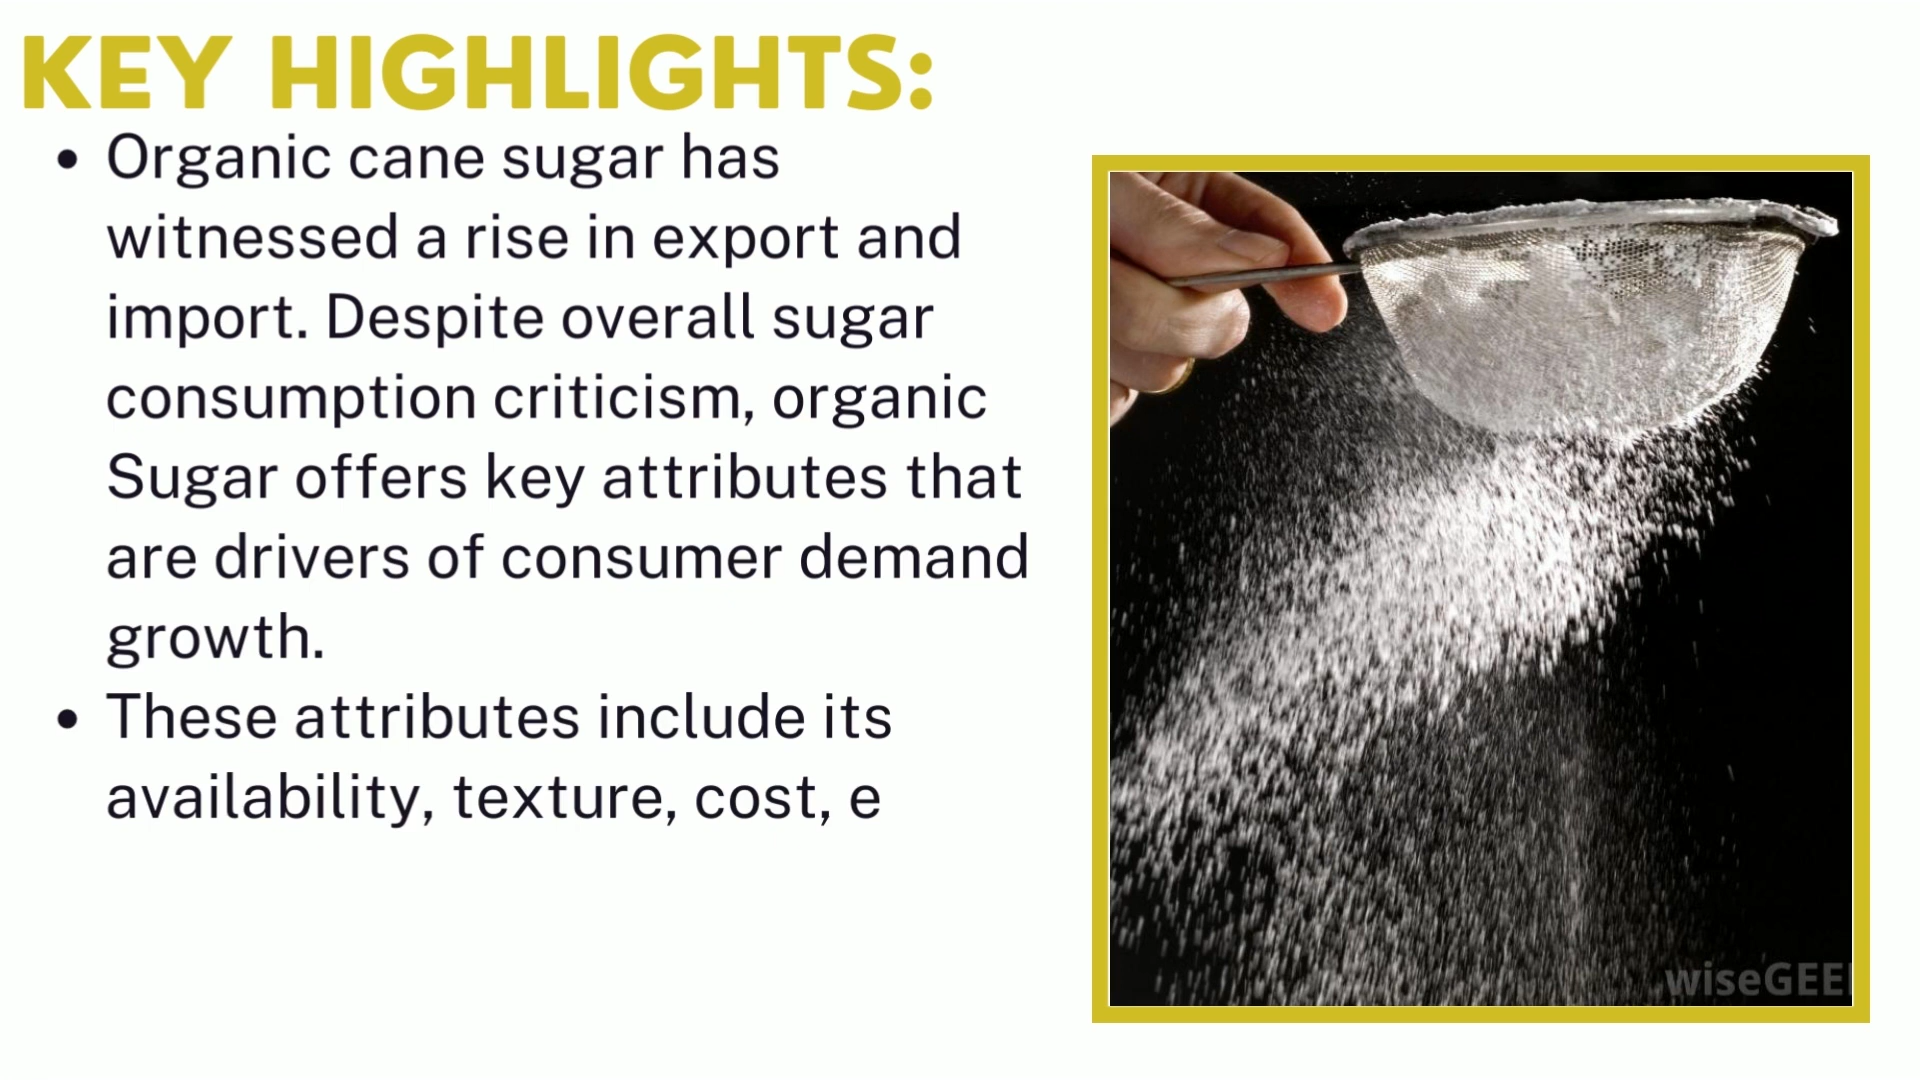 KEY HIGHLIGHTS:
• Organic cane sugar has
witnessed a rise in export and
import. Despite overall sugar
consumption criticism, organic
Sugar offers key attributes that
are drivers of consumer demand
growth.
• These attributes include its
availability, texture, cost, e
wiseGEE